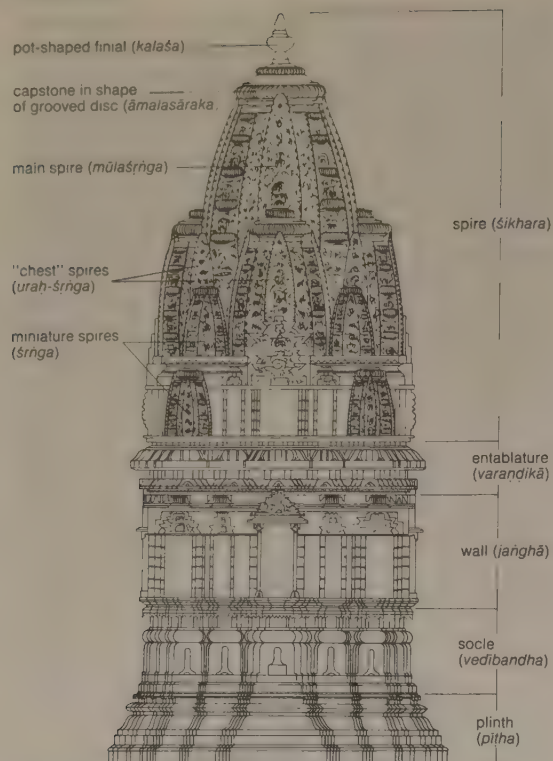 pot-shaped finial (kalaśa)
capstone in shape
of grooved disc (āmalasāraka.
main spire (mūlaśṛṅga)
spire (śikhara)
"chest" spires
(urah-śṛṅga)
miniature spires
(śṛṅga)
entablature
(varaṇḍikā)
wall (jaṅghā)
socle
(vedibandha)
plinth
(pīṭha)